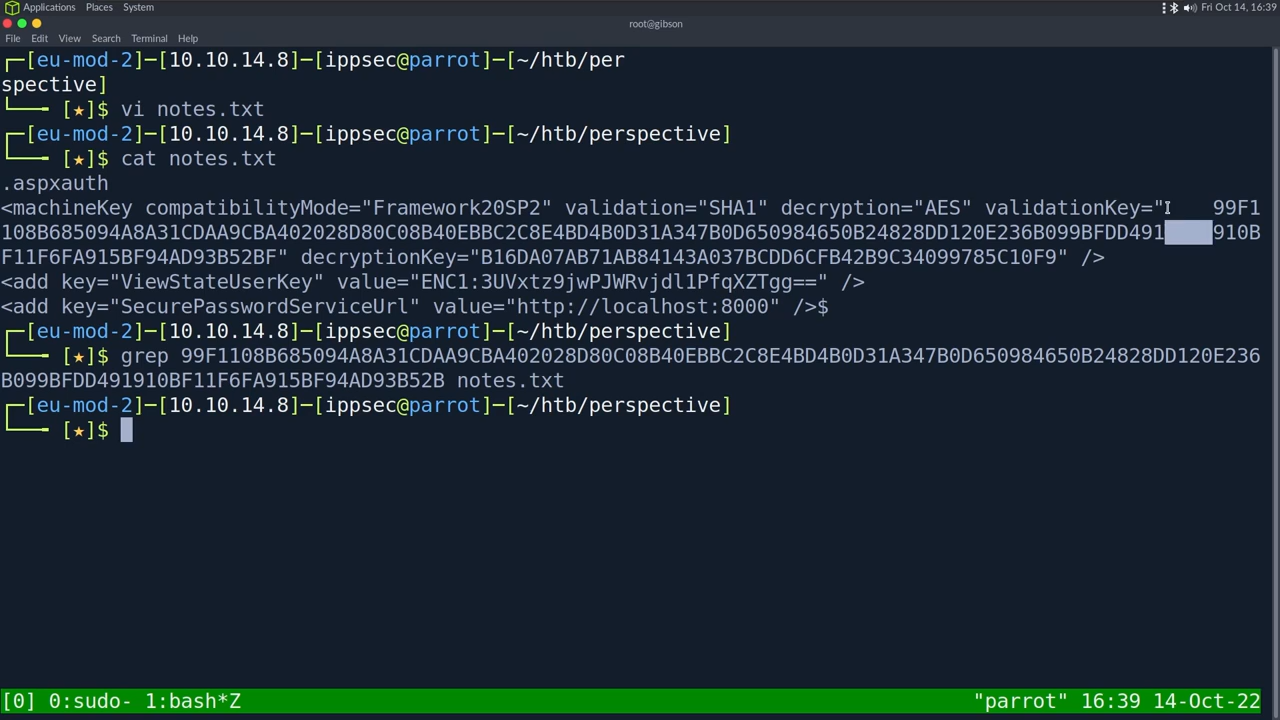 Applications Places System Fri Oct 14, 16:39
root@gibson
File Edit View Search Terminal Help
┌─[eu-mod-2]─[10.10.14.8]─[ippsec@parrot]─[~/htb/per
spective]
└──╼ [★]$ vi notes.txt
┌─[eu-mod-2]─[10.10.14.8]─[ippsec@parrot]─[~/htb/perspective]
└──╼ [★]$ cat notes.txt
.aspxauth
<machineKey compatibilityMode="Framework20SP2" validation="SHA1" decryption="AES" validationKey="    99F1
108B685094A8A31CDAA9CBA402028D80C08B40EBBC2C8E4BD4B0D31A347B0D650984650B24828DD120E236B099BFDD491    910B
F11F6FA915BF94AD93B52BF" decryptionKey="B16DA07AB71AB84143A037BCDD6CFB42B9C34099785C10F9" />
<add key="ViewStateUserKey" value="ENC1:3UVxtz9jwPJWRvjdl1PfqXZTgg==" />
<add key="SecurePasswordServiceUrl" value="http://localhost:8000" />$
┌─[eu-mod-2]─[10.10.14.8]─[ippsec@parrot]─[~/htb/perspective]
└──╼ [★]$ grep 99F1108B685094A8A31CDAA9CBA402028D80C08B40EBBC2C8E4BD4B0D31A347B0D650984650B24828DD120E236
B099BFDD491910BF11F6FA915BF94AD93B52B notes.txt
┌─[eu-mod-2]─[10.10.14.8]─[ippsec@parrot]─[~/htb/perspective]
└──╼ [★]$
[0] 0:sudo- 1:bash*Z "parrot" 16:39 14-Oct-22